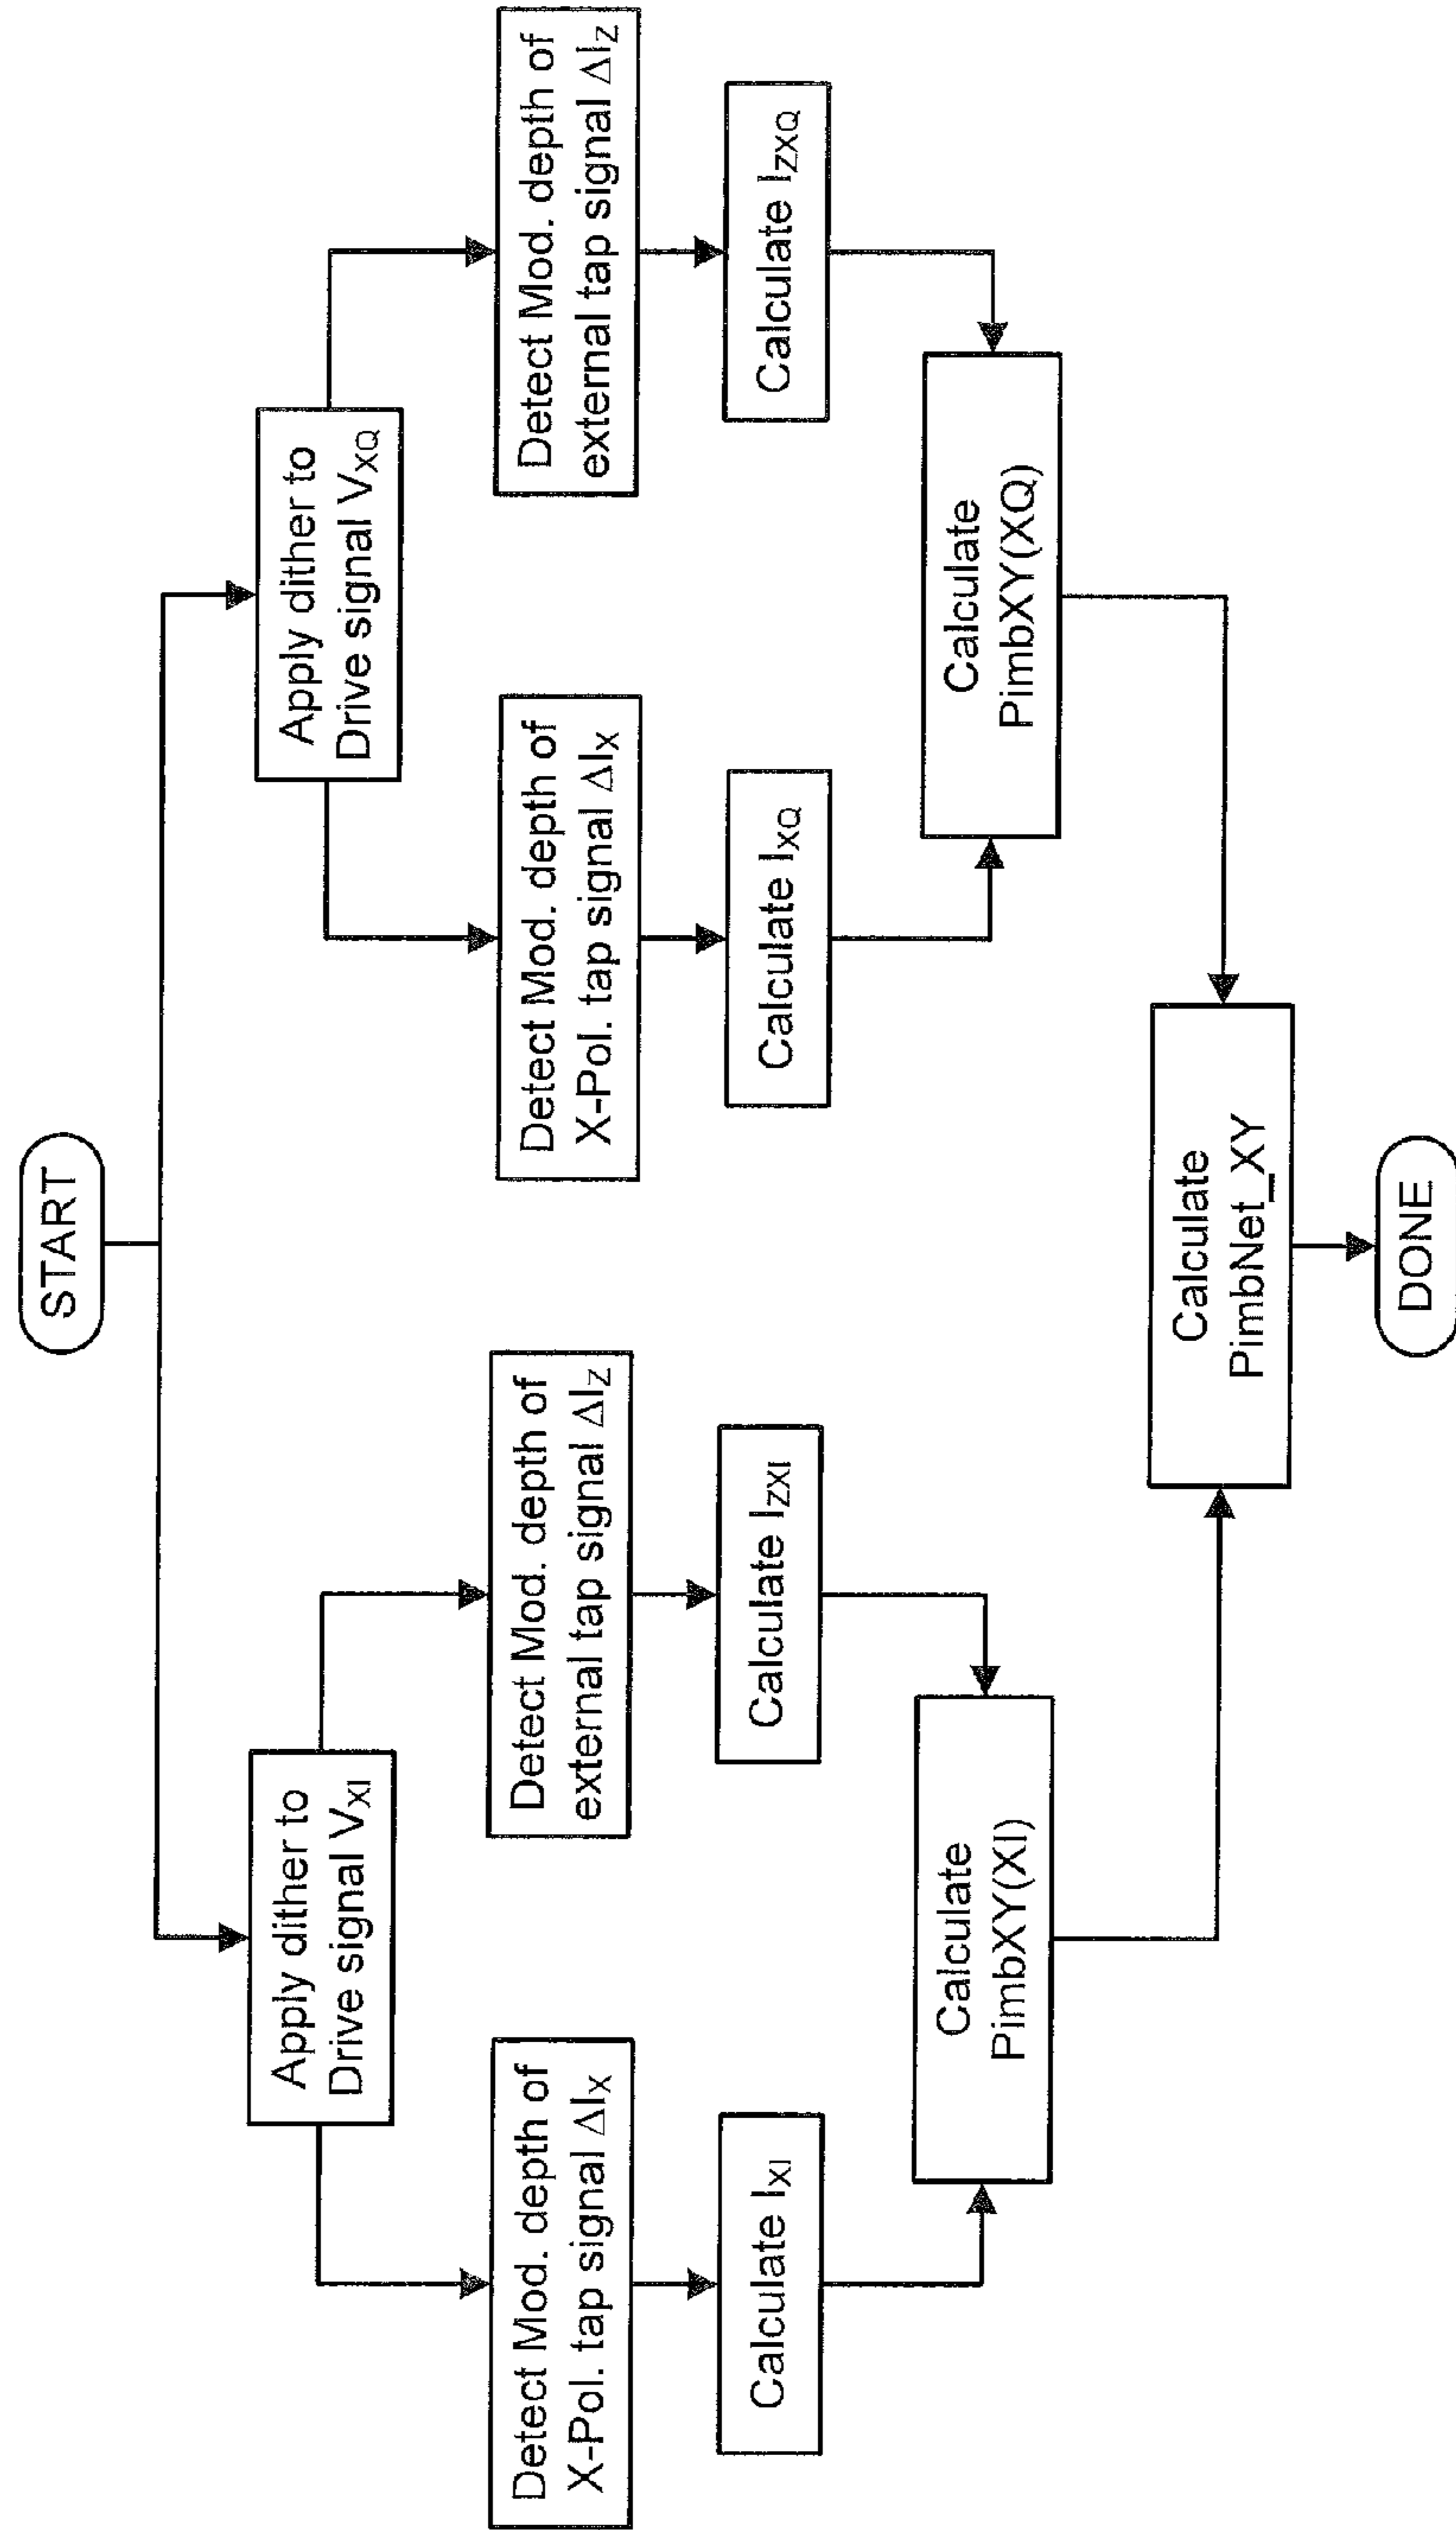 START
Apply dither to
Drive signal V_XI
Apply dither to
Drive signal V_XQ
Detect Mod. depth of
X-Pol. tap signal ΔI_X
Detect Mod. depth of
external tap signal ΔI_Z
Detect Mod. depth of
X-Pol. tap signal ΔI_X
Detect Mod. depth of
external tap signal ΔI_Z
Calculate I_XI
Calculate I_ZXI
Calculate I_XQ
Calculate I_ZXQ
Calculate
PimbXY(XI)
Calculate
PimbXY(XQ)
Calculate
PimbNet_XY
DONE